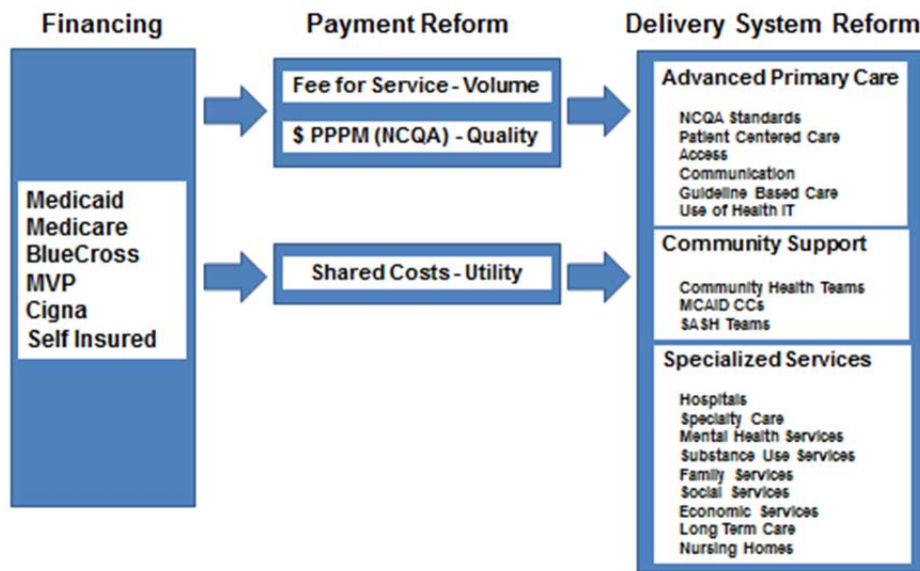 Financing
Medicaid
Medicare
BlueCross
MVP
Cigna
Self Insured
Payment Reform
Fee for Service - Volume
$ PPPM (NCQA) - Quality
Shared Costs - Utility
Delivery System Reform
Advanced Primary Care
NCQA Standards
Patient Centered Care
Access
Communication
Guideline Based Care
Use of Health IT
Community Support
Community Health Teams
MCAID CCs
SASH Teams
Specialized Services
Hospitals
Specialty Care
Mental Health Services
Substance Use Services
Family Services
Social Services
Economic Services
Long Term Care
Nursing Homes